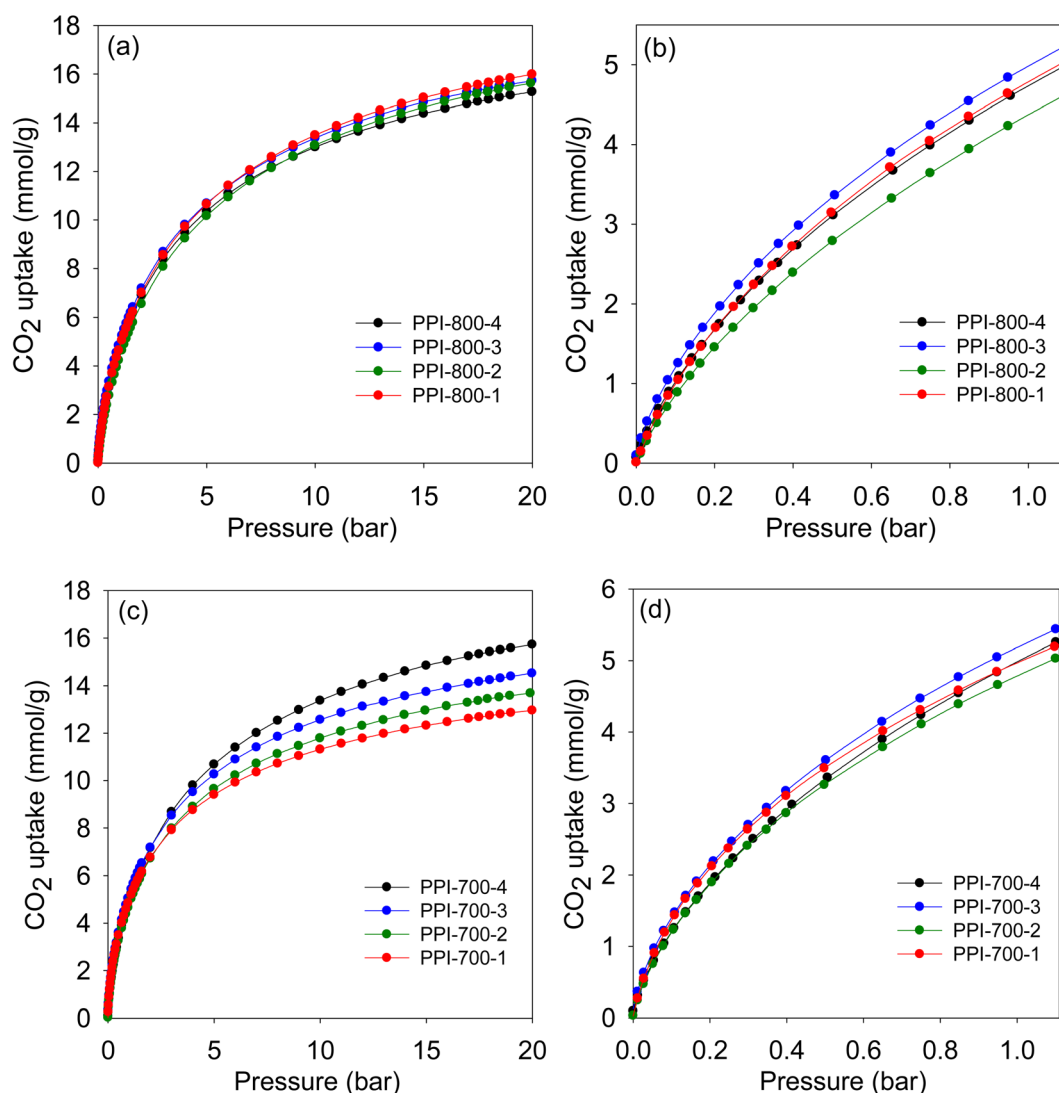 (a)
CO2 uptake (mmol/g)
18
16
14
12
10
8
6
4
2
0
PPI-800-4
PPI-800-3
PPI-800-2
PPI-800-1
0 5 10 15 20
Pressure (bar)
(b)
CO2 uptake (mmol/g)
5
4
3
2
1
0
PPI-800-4
PPI-800-3
PPI-800-2
PPI-800-1
0.0 0.2 0.4 0.6 0.8 1.0
Pressure (bar)
(c)
CO2 uptake (mmol/g)
18
16
14
12
10
8
6
4
2
0
PPI-700-4
PPI-700-3
PPI-700-2
PPI-700-1
0 5 10 15 20
Pressure (bar)
(d)
CO2 uptake (mmol/g)
6
5
4
3
2
1
0
PPI-700-4
PPI-700-3
PPI-700-2
PPI-700-1
0.0 0.2 0.4 0.6 0.8 1.0
Pressure (bar)